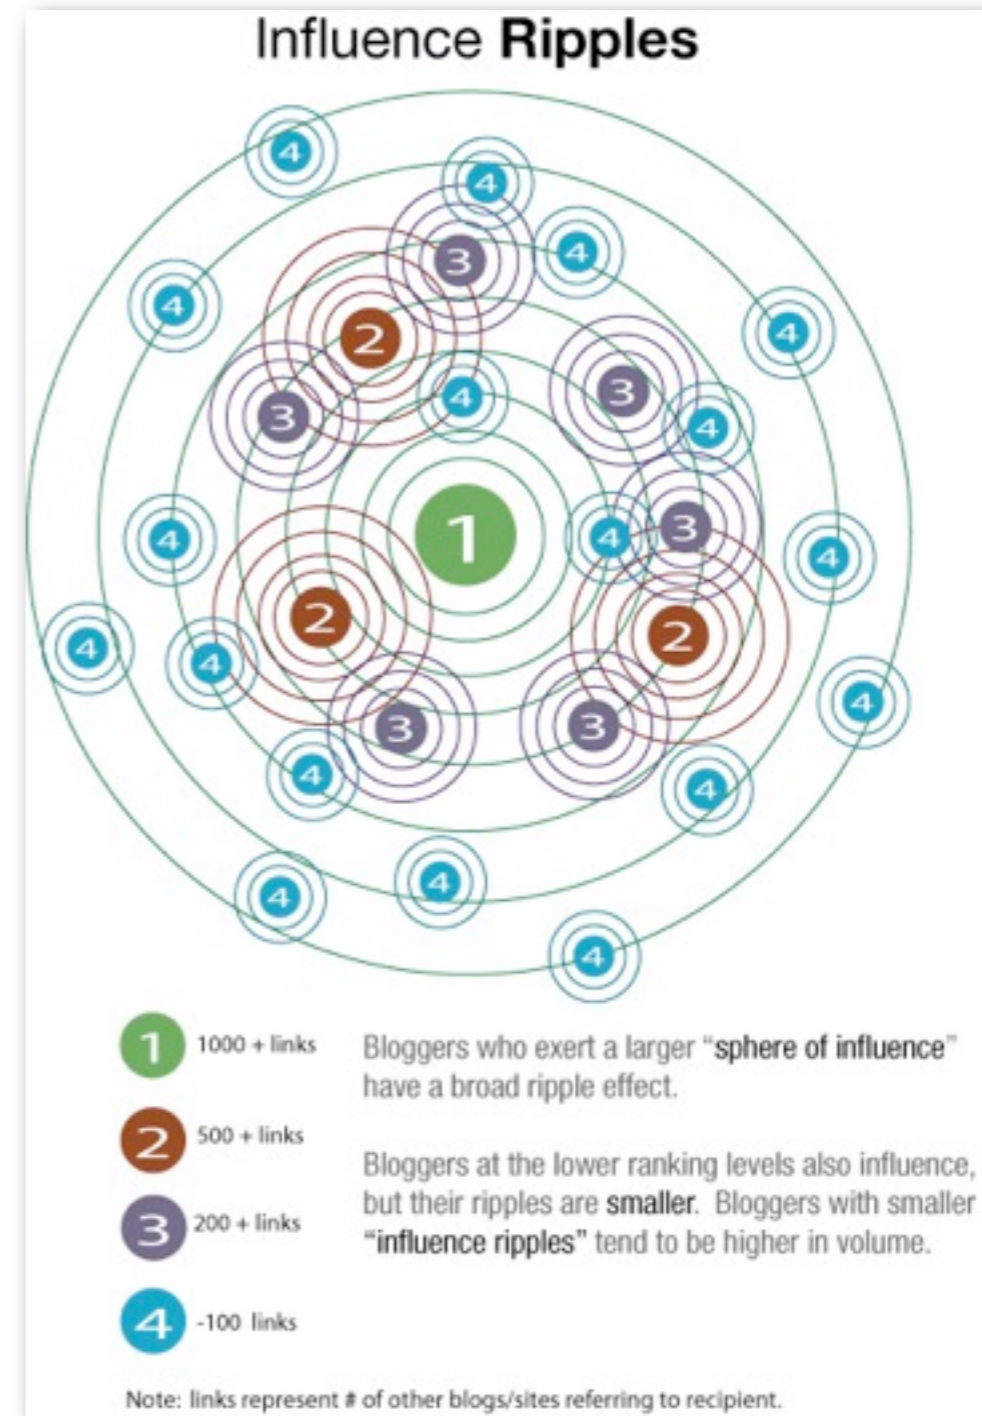 Influence Ripples
4
4
3
4
4
4
2
3
4
3
4
4
1
4
3
4
2
2
4
4
4
3
3
4
4
4
4
4
1 1000 + links
2 500 + links
3 200 + links
4 -100 links
Bloggers who exert a larger “sphere of influence”
have a broad ripple effect.
Bloggers at the lower ranking levels also influence,
but their ripples are smaller. Bloggers with smaller
“influence ripples” tend to be higher in volume.
Note: links represent # of other blogs/sites referring to recipient.